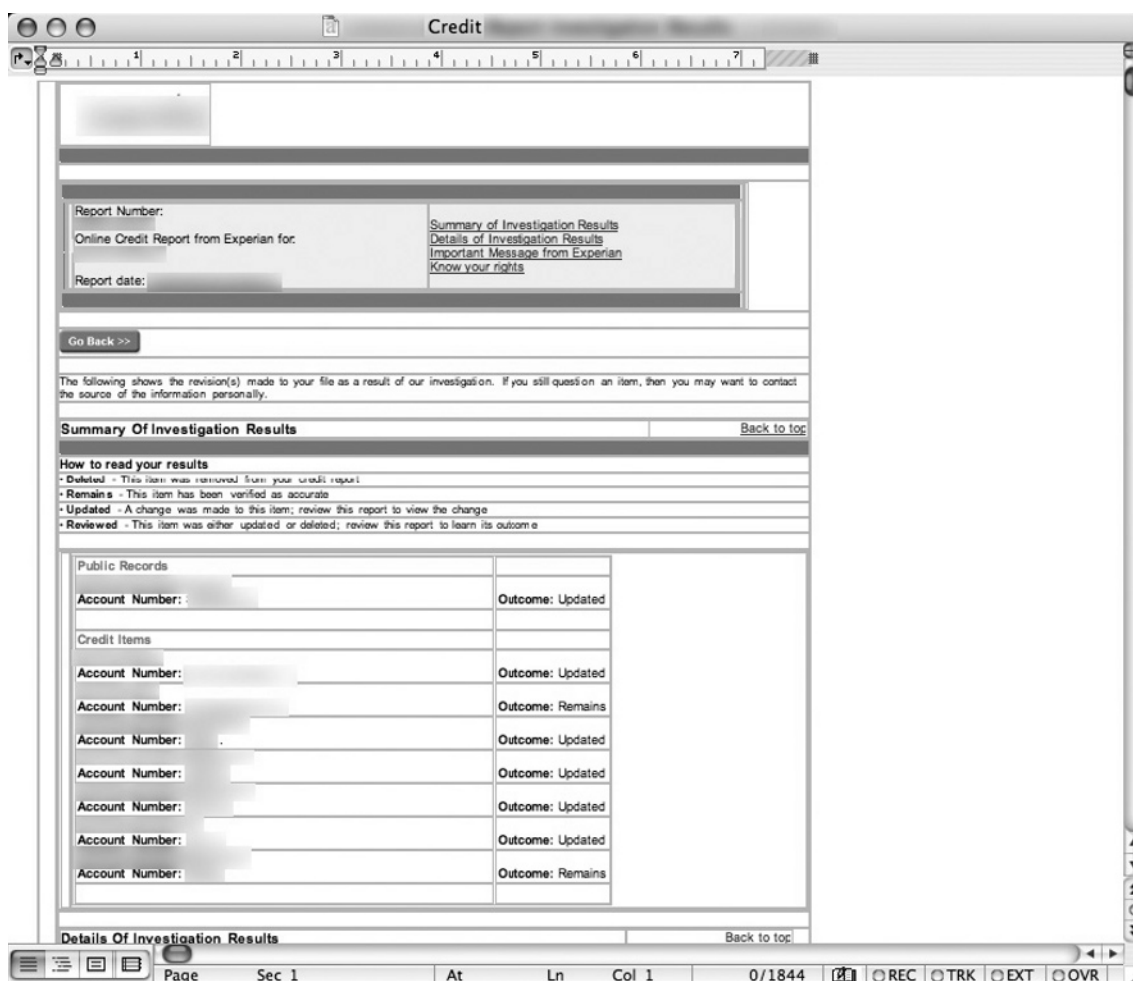 Credit
1 2 3 4 5 6 7
Report Number:
Online Credit Report from Experian for:
Report date:
Summary of Investigation Results
Details of Investigation Results
Important Message from Experian
Know your rights
Go Back >>
The following shows the revision(s) made to your file as a result of our investigation. If you still question an item, then you may want to contact
the source of the information personally.
Summary Of Investigation Results Back to top
How to read your results
• Deleted - This item was removed from your credit report
• Remains - This item has been verified as accurate
• Updated - A change was made to this item; review this report to view the change
• Reviewed - This item was either updated or deleted; review this report to learn its outcome
Public Records
Account Number: Outcome: Updated
Credit Items
Account Number: Outcome: Updated
Account Number: Outcome: Remains
Account Number: Outcome: Updated
Account Number: Outcome: Updated
Account Number: Outcome: Updated
Account Number: Outcome: Updated
Account Number: Outcome: Remains
Details Of Investigation Results Back to top
Page Sec 1 At Ln Col 1 0/1844 REC TRK EXT OVR